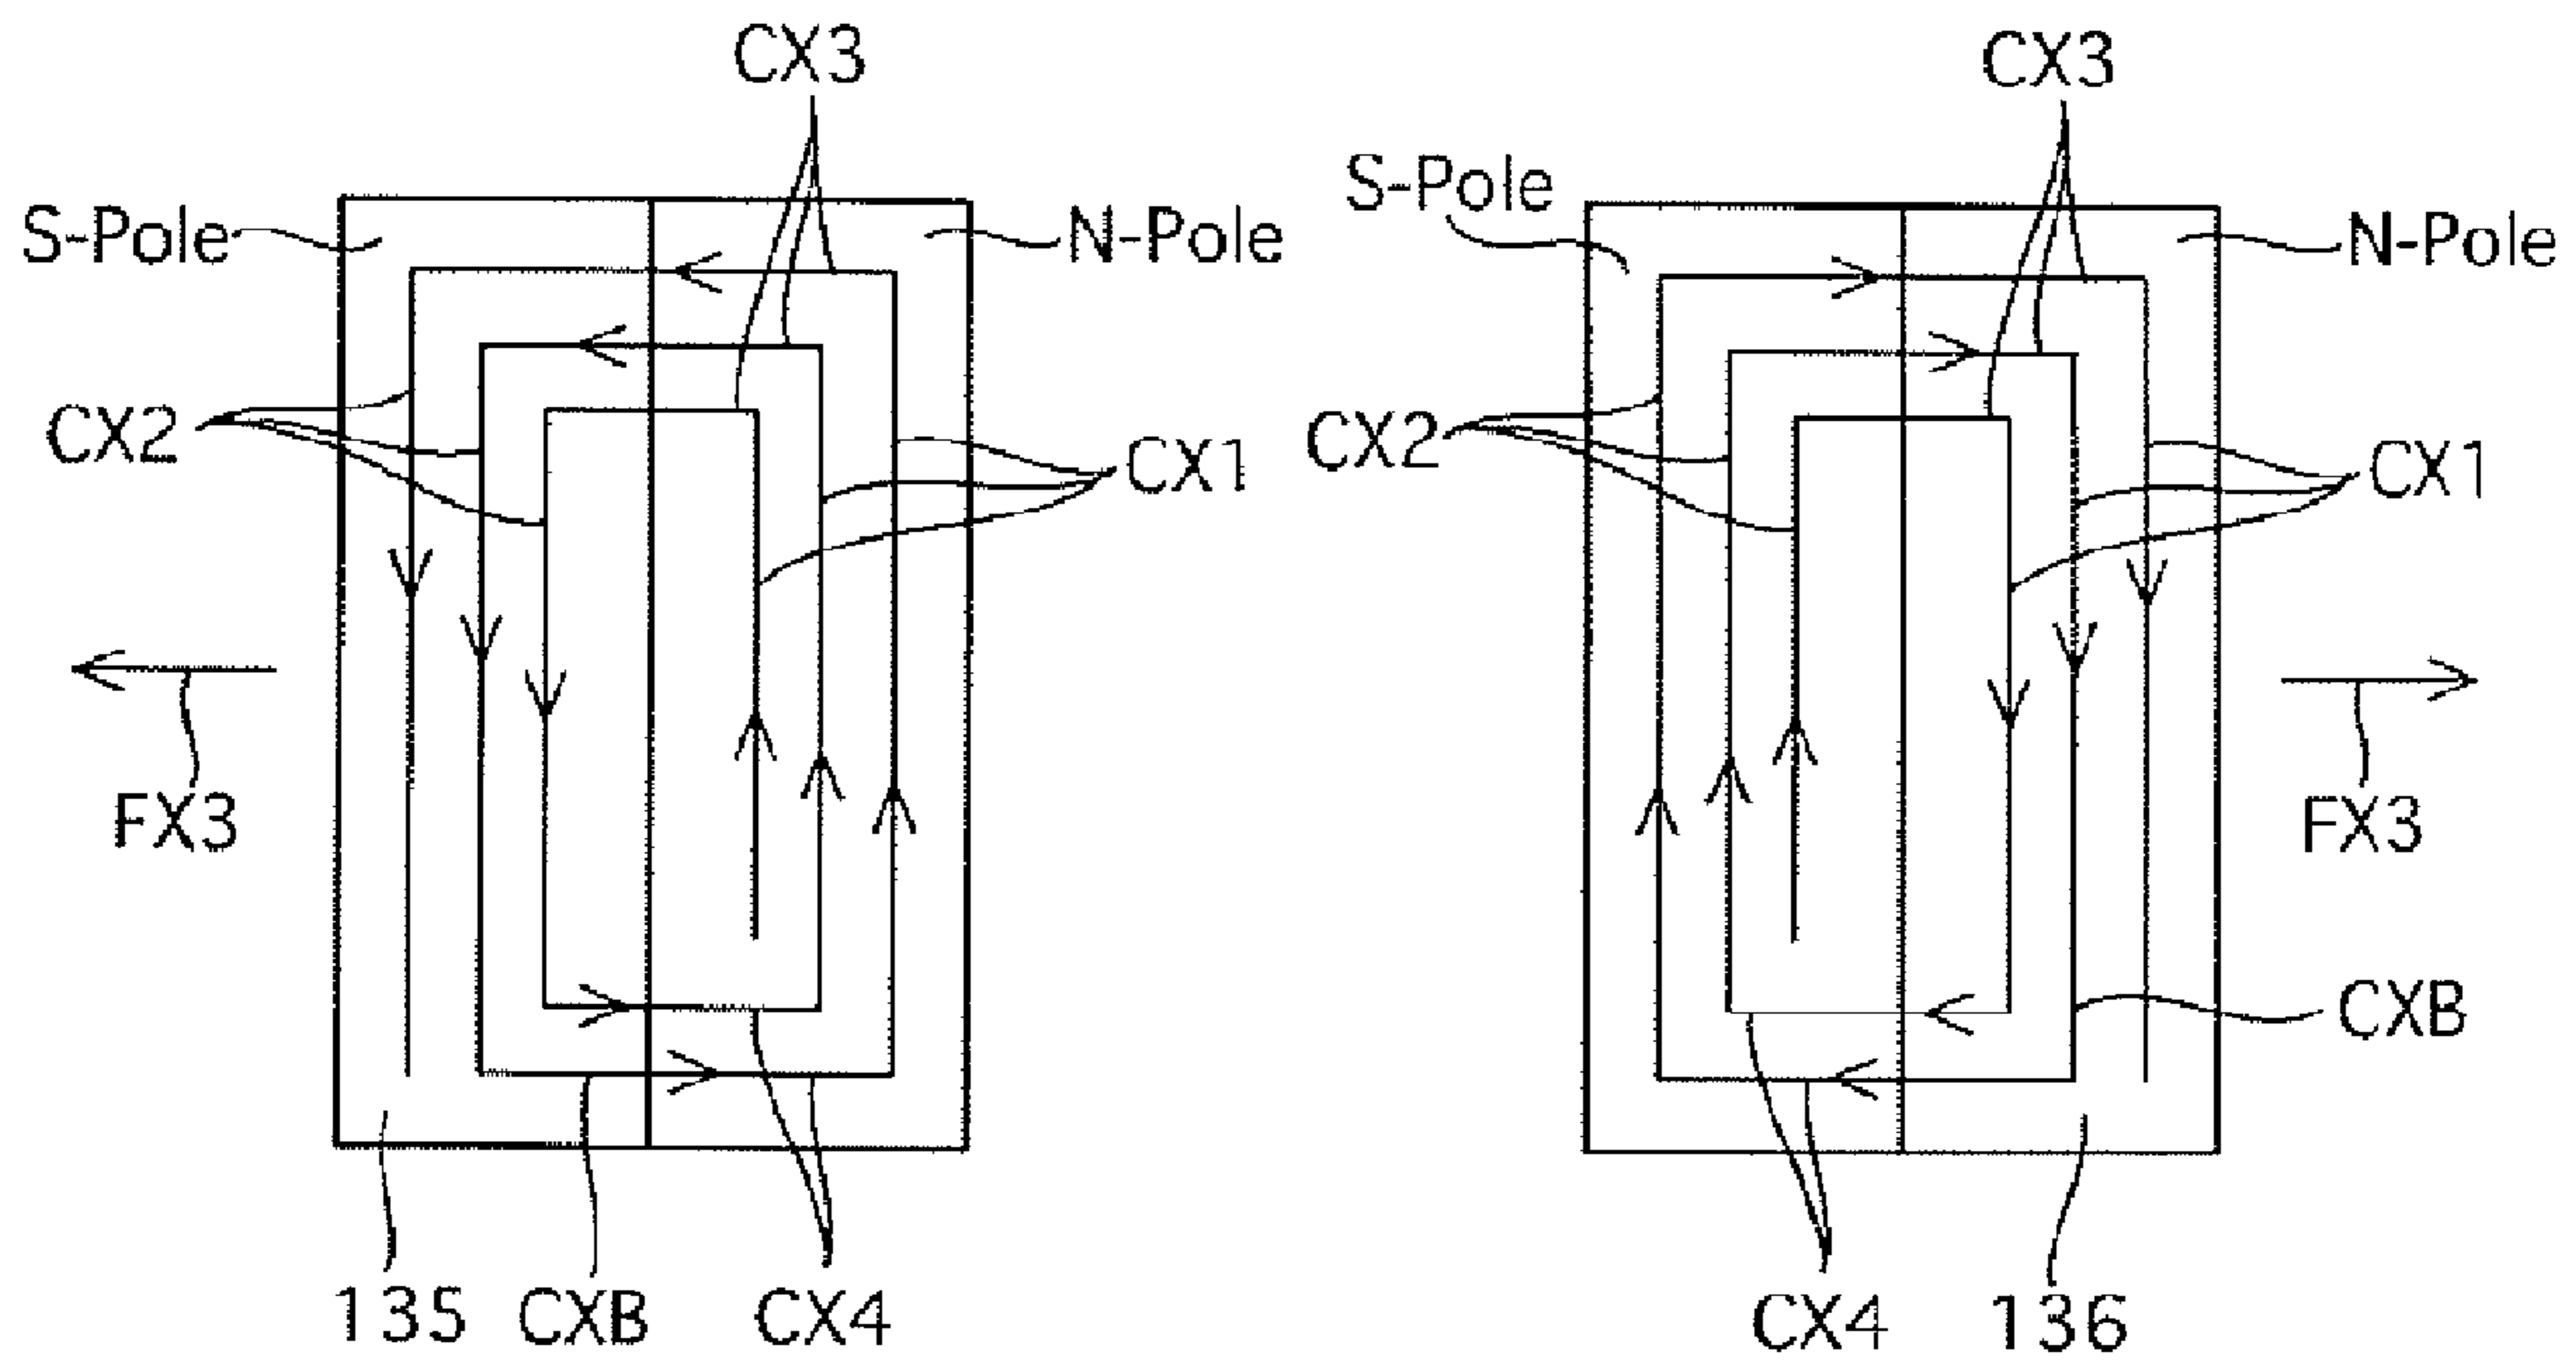 CX3
S-Pole
N-Pole
CX2
CX1
FX3
135
CXB
CX4
CX3
S-Pole
N-Pole
CX2
CX1
FX3
CXB
CX4
136